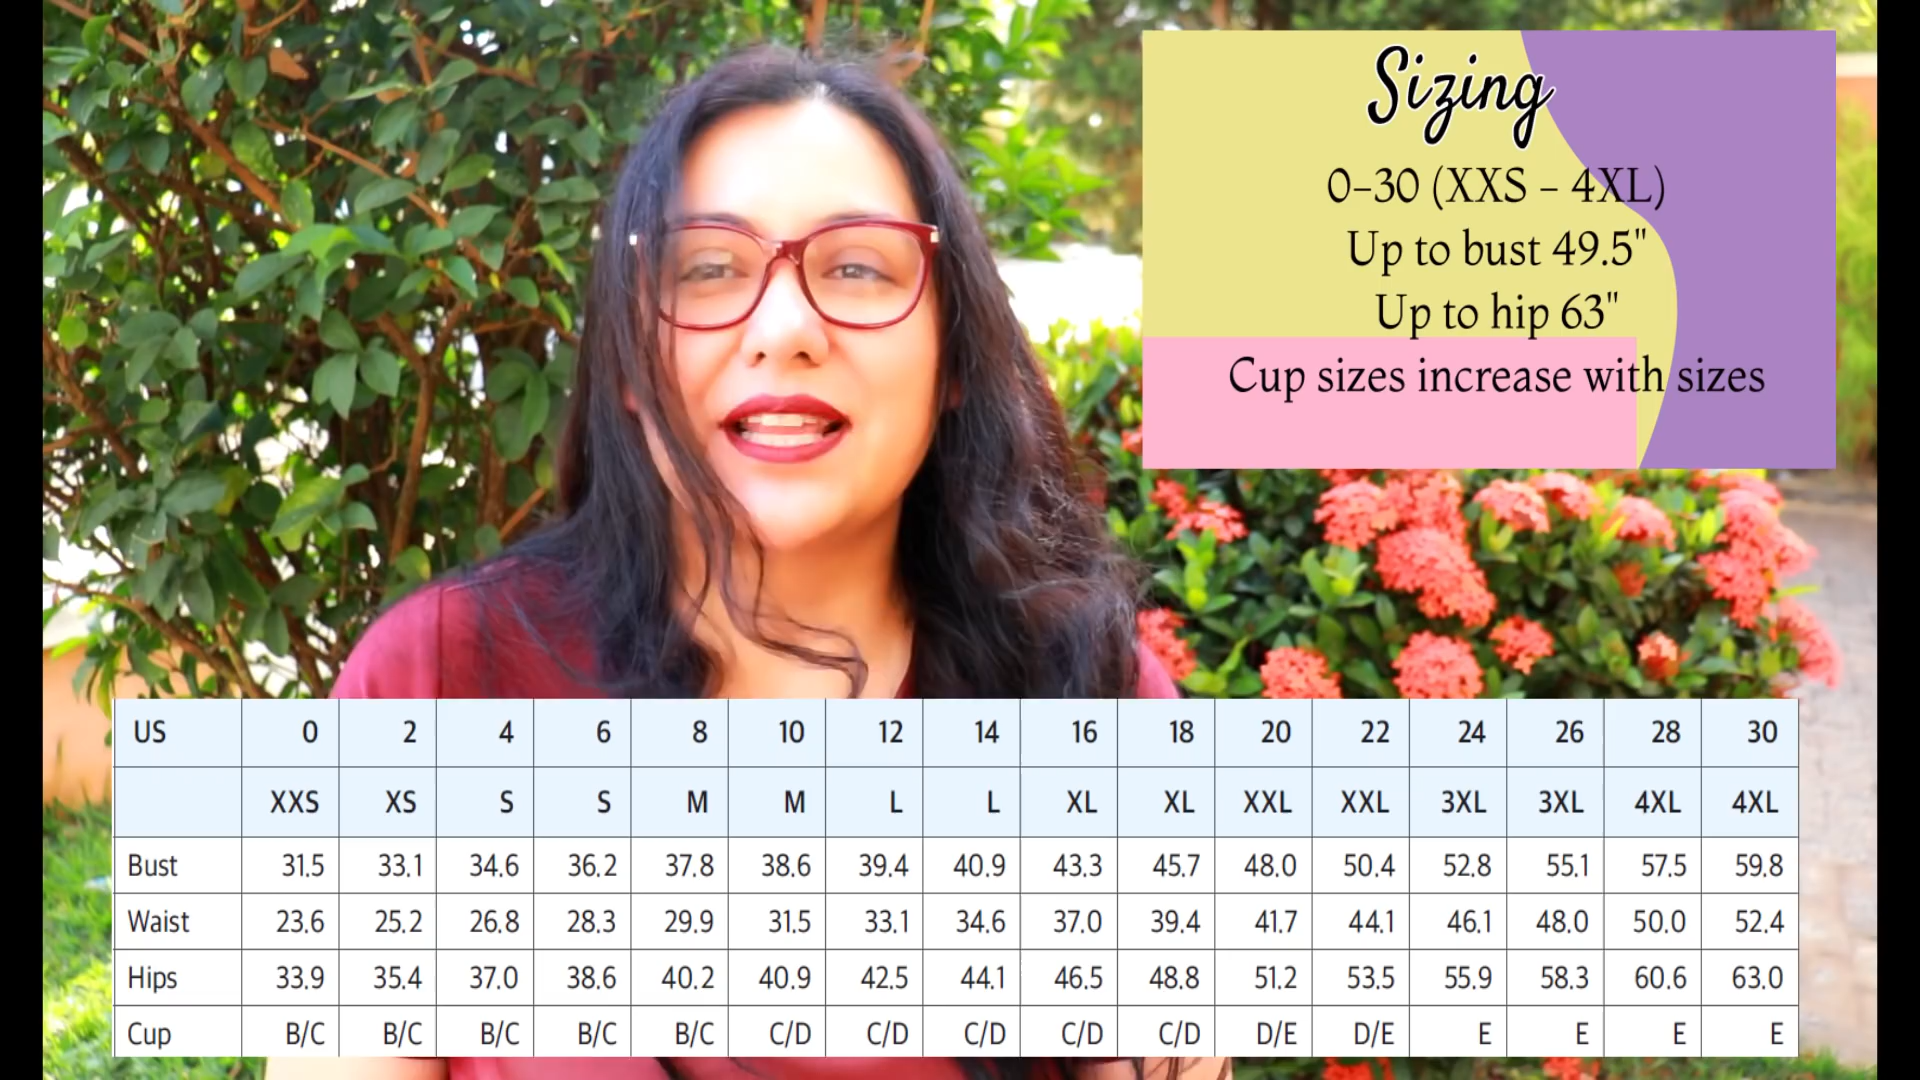 Sizing
0-30 (XXS - 4XL)
Up to bust 49.5"
Up to hip 63"
Cup sizes increase with sizes
US 0 2 4 6 8 10 12 14 16 18 20 22 24 26 28 30
XXS XS S S M M L L XL XL XXL XXL 3XL 3XL 4XL 4XL
Bust 31.5 33.1 34.6 36.2 37.8 38.6 39.4 40.9 43.3 45.7 48.0 50.4 52.8 55.1 57.5 59.8
Waist 23.6 25.2 26.8 28.3 29.9 31.5 33.1 34.6 37.0 39.4 41.7 44.1 46.1 48.0 50.0 52.4
Hips 33.9 35.4 37.0 38.6 40.2 40.9 42.5 44.1 46.5 48.8 51.2 53.5 55.9 58.3 60.6 63.0
Cup B/C B/C B/C B/C B/C C/D C/D C/D C/D C/D D/E D/E E E E E